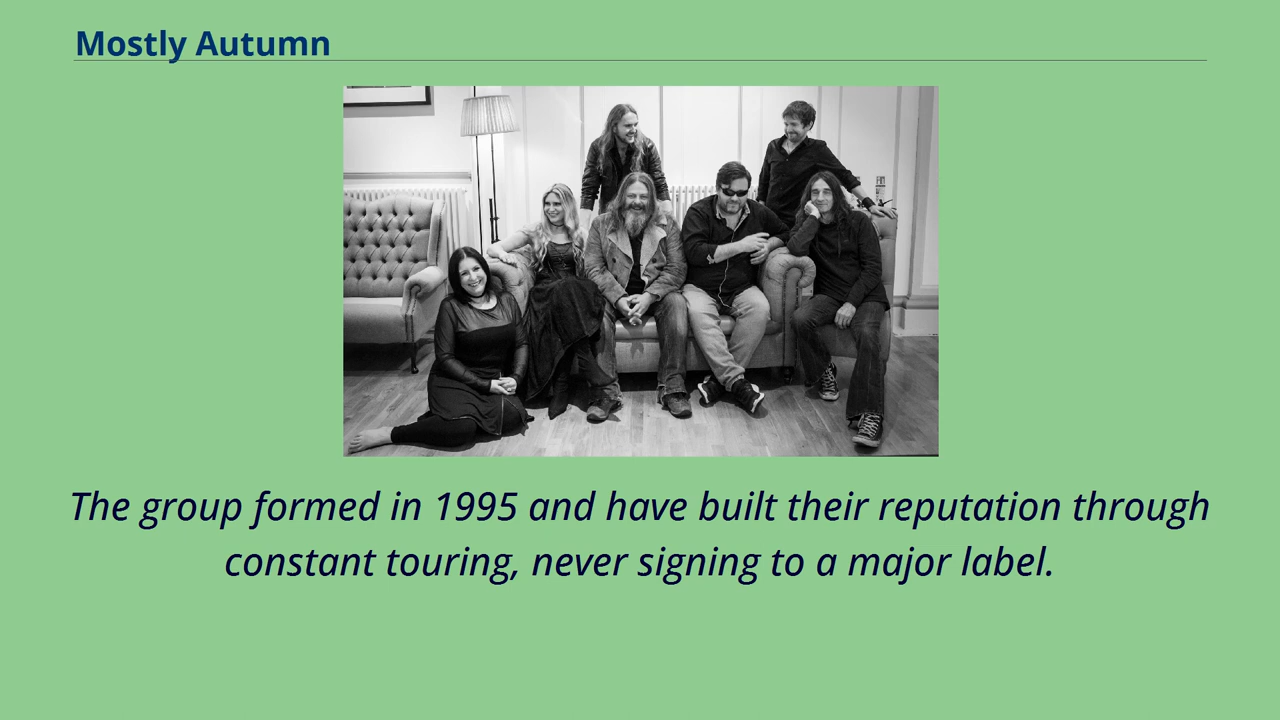 Mostly Autumn
The group formed in 1995 and have built their reputation through
constant touring, never signing to a major label.